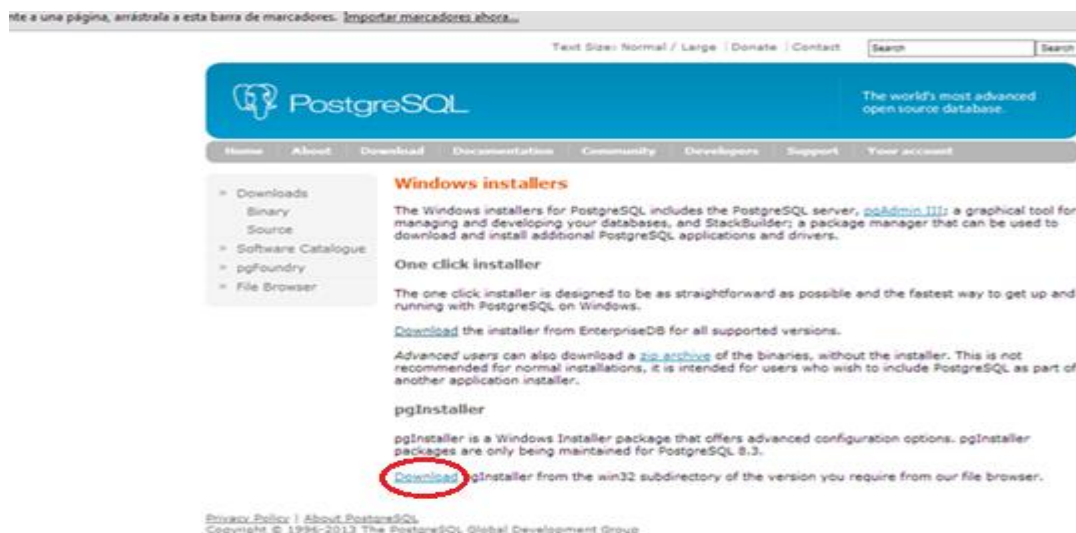 nte a una página, arrástrala a esta barra de marcadores. Importar marcadores ahora...
Text Size: Normal / Large | Donate | Contact
Search
Search
PostgreSQL
The world's most advanced
open source database.
Home
About
Download
Documentation
Community
Developers
Support
Your account
» Downloads
Binary
Source
» Software Catalogue
» pgFoundry
» File Browser
Windows installers
The Windows installers for PostgreSQL includes the PostgreSQL server, pgAdmin III; a graphical tool for
managing and developing your databases, and StackBuilder; a package manager that can be used to
download and install additional PostgreSQL applications and drivers.
One click installer
The one click installer is designed to be as straightforward as possible and the fastest way to get up and
running with PostgreSQL on Windows.
Download the installer from EnterpriseDB for all supported versions.
Advanced users can also download a zip archive of the binaries, without the installer. This is not
recommended for normal installations, it is intended for users who wish to include PostgreSQL as part of
another application installer.
pgInstaller
pgInstaller is a Windows Installer package that offers advanced configuration options. pgInstaller
packages are only being maintained for PostgreSQL 8.3.
Download pgInstaller from the win32 subdirectory of the version you require from our file browser.
Privacy Policy | About PostgreSQL
Copyright © 1996-2013 The PostgreSQL Global Development Group